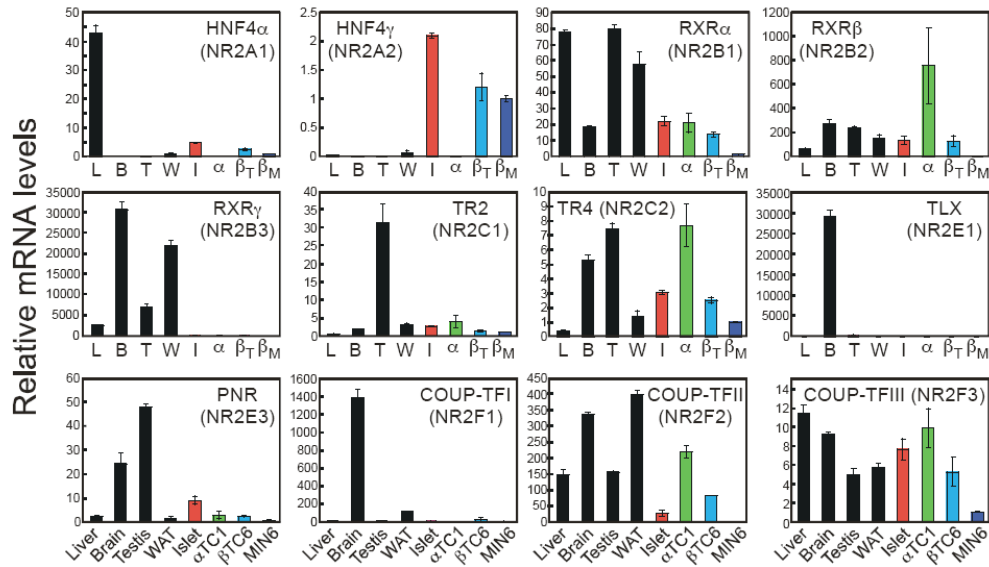 Relative mRNA levels
HNF4α
(NR2A1)
50
45
40
35
30
25
20
15
10
5
0
L B T W I α βT βM
HNF4γ
(NR2A2)
2.5
2
1.5
1
0.5
0
L B T W I α βT βM
RXRα
(NR2B1)
90
80
70
60
50
40
30
20
10
0
L B T W I α βT βM
RXRβ
(NR2B2)
1200
1000
800
600
400
200
0
L B T W I α βT βM
RXRγ
(NR2B3)
35000
30000
25000
20000
15000
10000
5000
0
L B T W I α βT βM
TR2
(NR2C1)
40
35
30
25
20
15
10
5
0
L B T W I α βT βM
TR4 (NR2C2)
10
9
8
7
6
5
4
3
2
1
0
L B T W I α βT βM
TLX
(NR2E1)
35000
30000
25000
20000
15000
10000
5000
0
L B T W I α βT βM
PNR
(NR2E3)
60
50
40
30
20
10
0
Liver Brain Testis WAT Islet αTC1 βTC6 MIN6
COUP-TFI
(NR2F1)
1600
1400
1200
1000
800
600
400
200
0
Liver Brain Testis WAT Islet αTC1 βTC6 MIN6
COUP-TFII
(NR2F2)
450
400
350
300
250
200
150
100
50
0
Liver Brain Testis WAT Islet αTC1 βTC6 MIN6
COUP-TFIII (NR2F3)
14
12
10
8
6
4
2
0
Liver Brain Testis WAT Islet αTC1 βTC6 MIN6